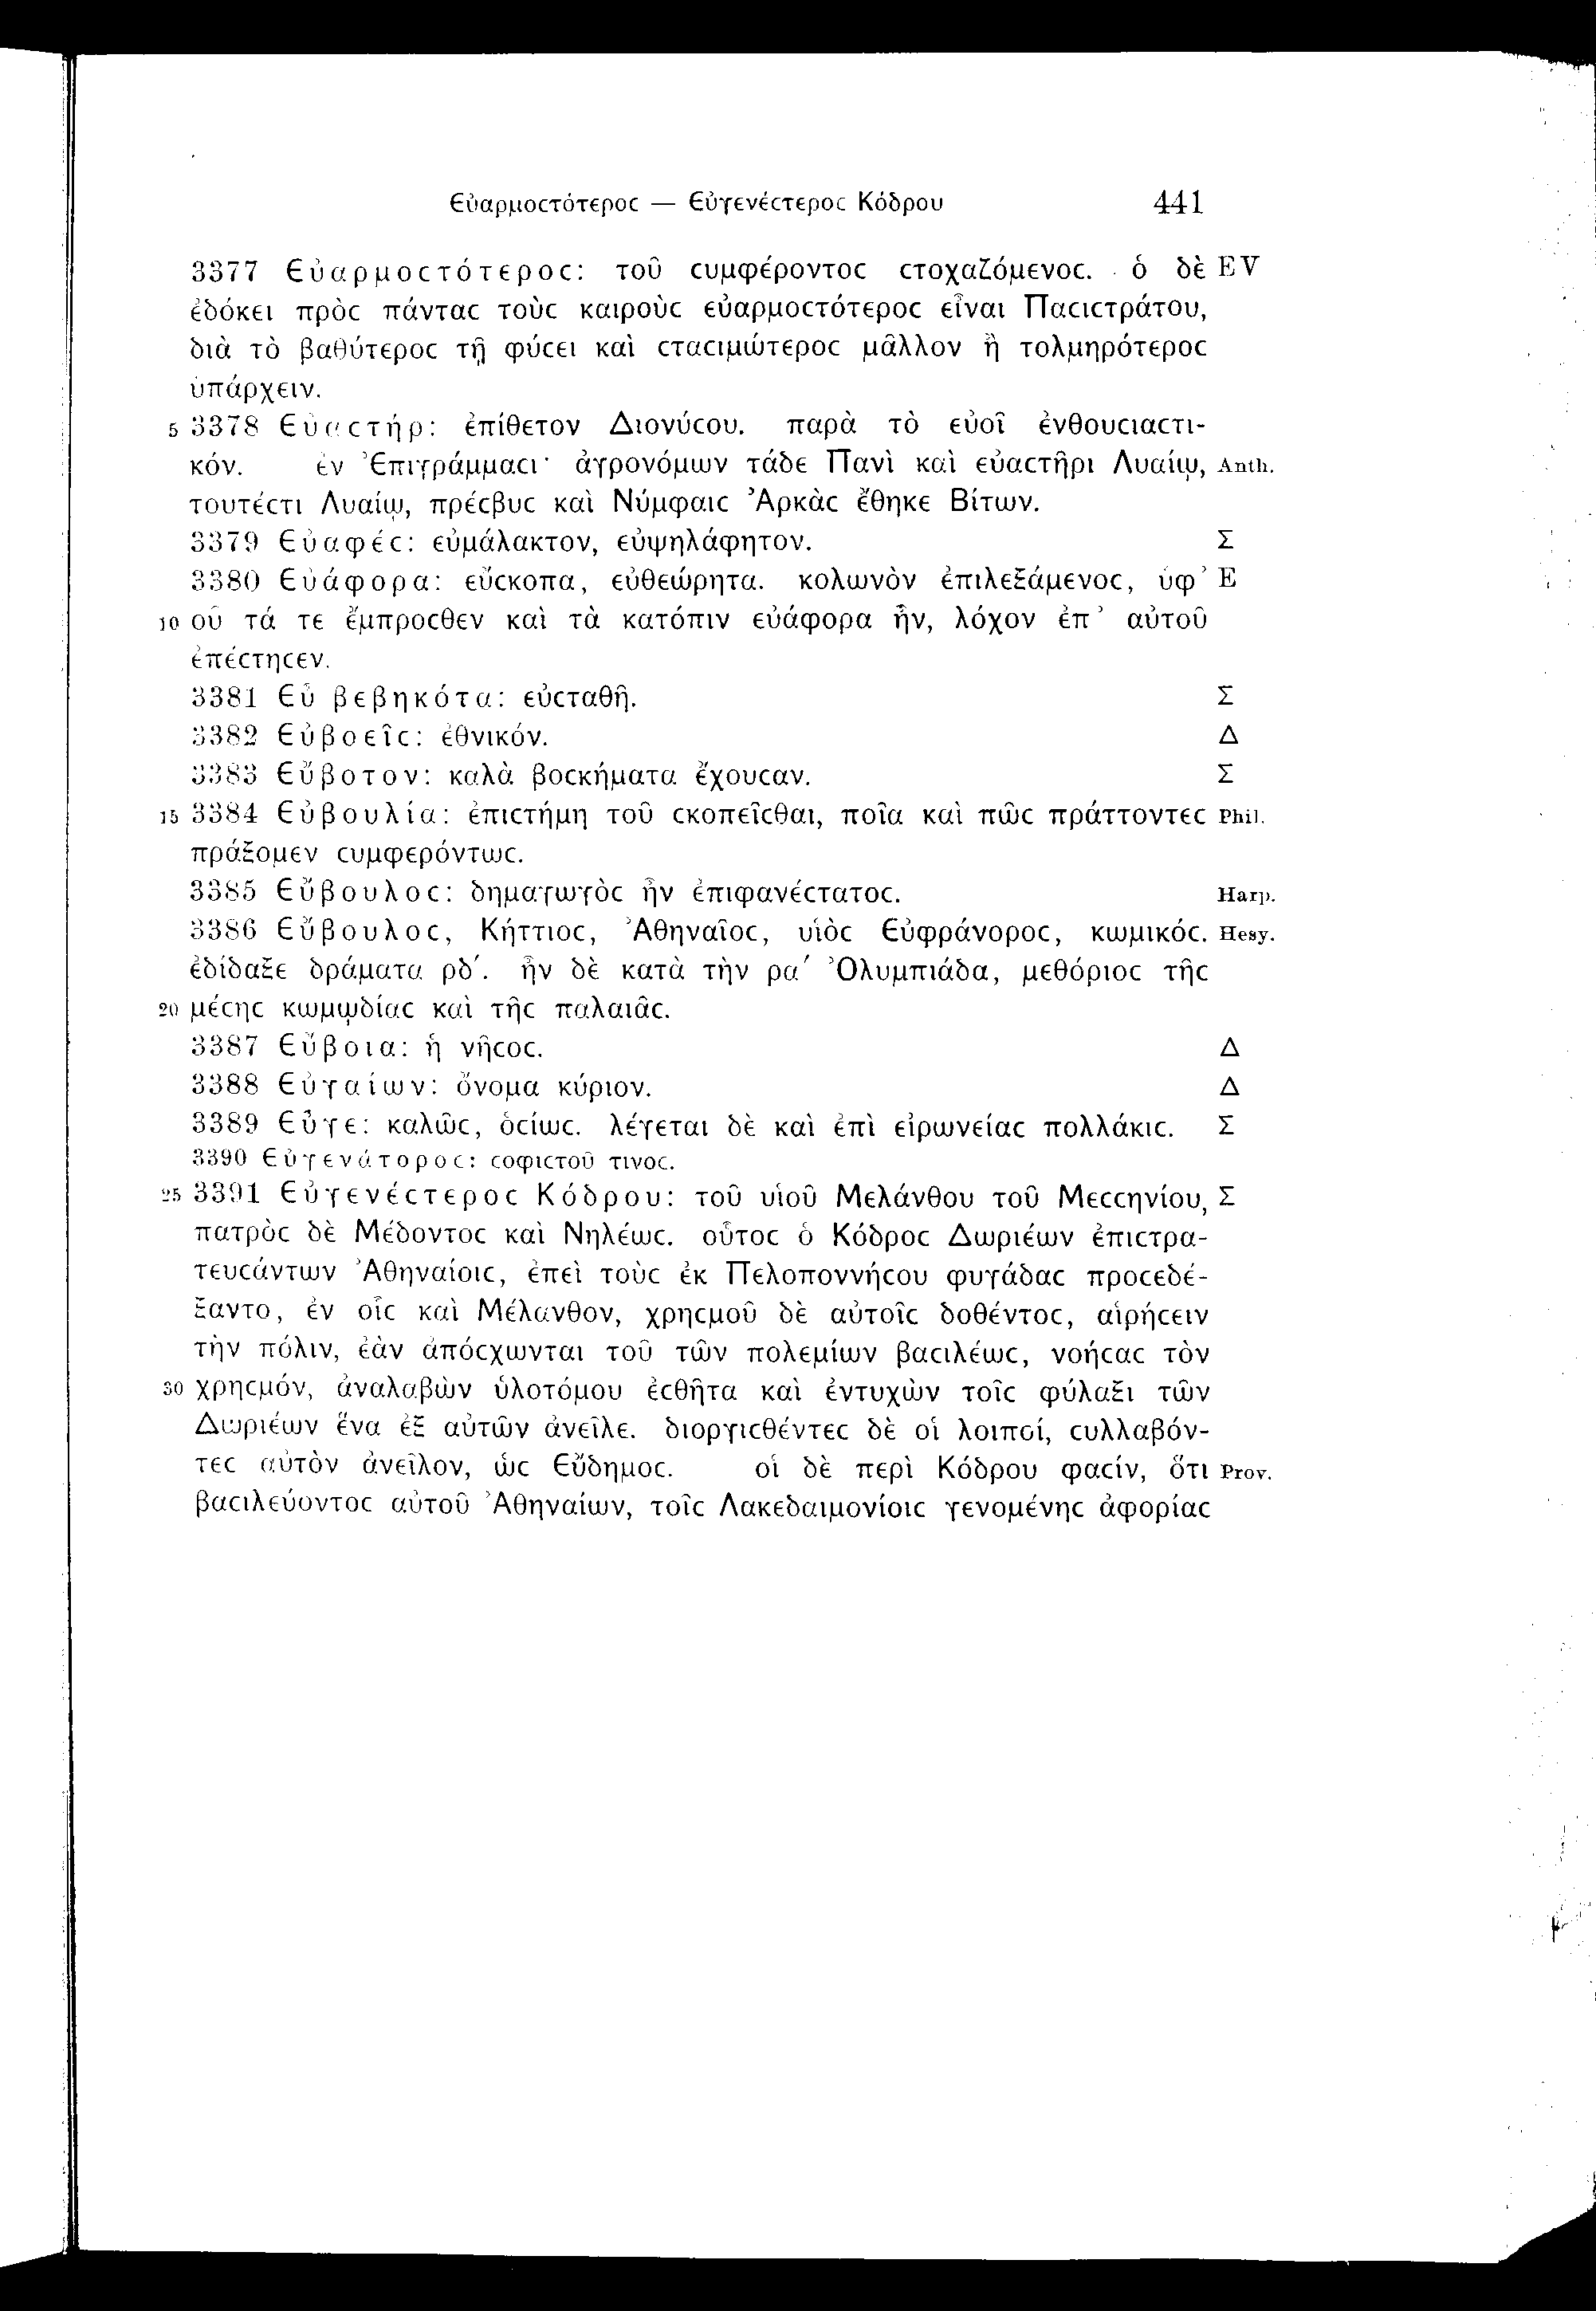 Εὐαρμοϲτότεροϲ — Εὐγενέϲτεροϲ Κόδρου 441
3377 Εὐαρμοϲτότεροϲ: τοῦ ϲυμφέροντοϲ ϲτοχαζόμενοϲ. ὁ δὲ EV
ἐδόκει πρὸϲ πάνταϲ τοὺϲ καιροὺϲ εὐαρμοϲτότεροϲ εἶναι Παϲιϲτράτου,
διὰ τὸ βαθύτεροϲ τῇ φύϲει καὶ ϲταϲιμώτεροϲ μᾶλλον ἢ τολμηρότεροϲ
ὑπάρχειν.
5 3378 Εὐαϲτήρ: ἐπίθετον Διονύϲου. παρὰ τὸ εὐοῖ ἐνθουϲιαϲτι-
κόν. ἐν Ἐπιγράμμαϲι· ἀγρονόμων τάδε Πανὶ καὶ εὐαϲτῆρι Λυαίῳ, Anth.
τουτέϲτι Λυαίῳ, πρέϲβυϲ καὶ Νύμφαιϲ Ἀρκὰϲ ἔθηκε Βίτων.
3379 Εὐαφέϲ: εὐμάλακτον, εὐψηλάφητον. Σ
3380 Εὐάφορα: εὔϲκοπα, εὐθεώρητα. κολωνὸν ἐπιλεξάμενοϲ, ὑφ’ E
10 οὗ τά τε ἔμπροϲθεν καὶ τὰ κατόπιν εὐάφορα ἦν, λόχον ἐπ’ αὐτοῦ
ἐπέϲτηϲεν.
3381 Εὖ βεβηκότα: εὐϲταθῆ. Σ
3382 Εὐβοεῖϲ: ἐθνικόν. Δ
3383 Εὔβοτον: καλὰ βοϲκήματα ἔχουϲαν. Σ
15 3384 Εὐβουλία: ἐπιϲτήμη τοῦ ϲκοπεῖϲθαι, ποῖα καὶ πῶϲ πράττοντεϲ Phil.
πράξομεν ϲυμφερόντωϲ.
3385 Εὔβουλοϲ: δημαγωγὸϲ ἦν ἐπιφανέϲτατοϲ. Harp.
3386 Εὔβουλοϲ, Κήττιοϲ, Ἀθηναῖοϲ, υἱὸϲ Εὐφράνοροϲ, κωμικόϲ. Hesy.
ἐδίδαξε δράματα ρδʹ. ἦν δὲ κατὰ τὴν ραʹ Ὀλυμπιάδα, μεθόριοϲ τῆϲ
20 μέϲηϲ κωμῳδίαϲ καὶ τῆϲ παλαιᾶϲ.
3387 Εὔβοια: ἡ νῆϲοϲ. Δ
3388 Εὐγαίων: ὄνομα κύριον. Δ
3389 Εὖγε: καλῶϲ, ὁϲίωϲ. λέγεται δὲ καὶ ἐπὶ εἰρωνείαϲ πολλάκιϲ. Σ
3390 Εὐγενάτοροϲ: ϲοφιϲτοῦ τινοϲ.
25 3391 Εὐγενέϲτεροϲ Κόδρου: τοῦ υἱοῦ Μελάνθου τοῦ Μεϲϲηνίου, Σ
πατρὸϲ δὲ Μέδοντοϲ καὶ Νηλέωϲ. οὗτοϲ ὁ Κόδροϲ Δωριέων ἐπιϲτρα-
τευϲάντων Ἀθηναίοιϲ, ἐπεὶ τοὺϲ ἐκ Πελοποννήϲου φυγάδαϲ προϲεδέ-
ξαντο, ἐν οἷϲ καὶ Μέλανθον, χρηϲμοῦ δὲ αὐτοῖϲ δοθέντοϲ, αἱρήϲειν
τὴν πόλιν, ἐὰν ἀπόϲχωνται τοῦ τῶν πολεμίων βαϲιλέωϲ, νοήϲαϲ τὸν
30 χρηϲμόν, ἀναλαβὼν ὑλοτόμου ἐϲθῆτα καὶ ἐντυχὼν τοῖϲ φύλαξι τῶν
Δωριέων ἕνα ἐξ αὐτῶν ἀνεῖλε. διοργιϲθέντεϲ δὲ οἱ λοιποί, ϲυλλαβόν-
τεϲ αὐτὸν ἀνεῖλον, ὡϲ Εὔδημοϲ. οἱ δὲ περὶ Κόδρου φαϲίν, ὅτι Prov.
βαϲιλεύοντοϲ αὐτοῦ Ἀθηναίων, τοῖϲ Λακεδαιμονίοιϲ γενομένηϲ ἀφορίαϲ